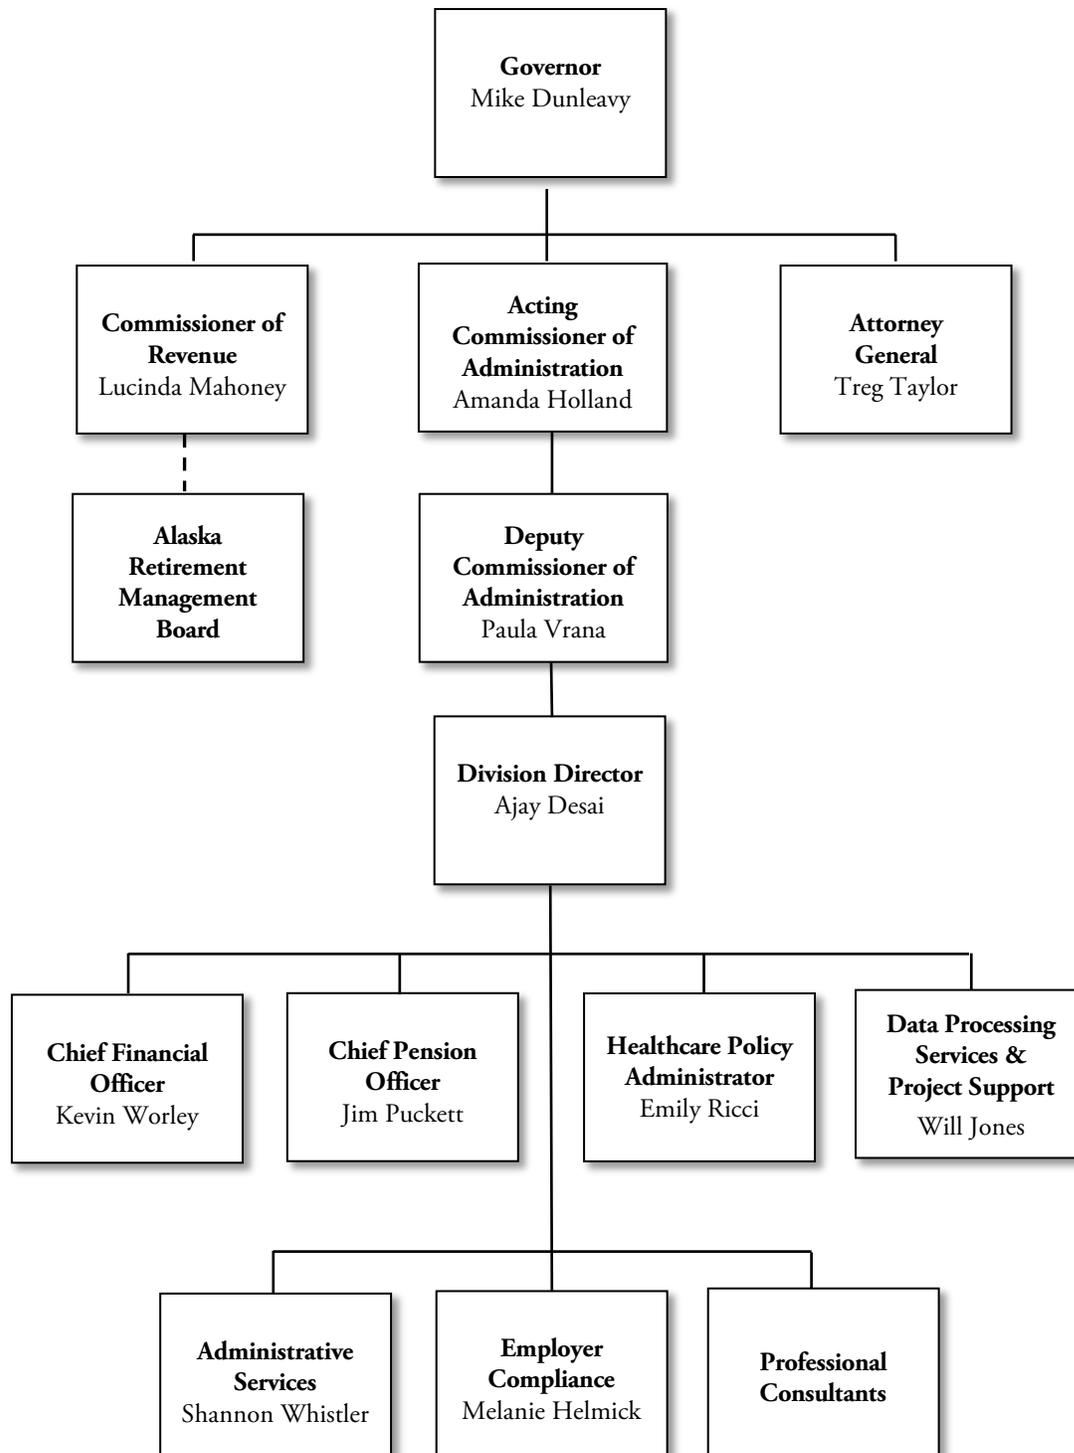 Governor
Mike Dunleavy
Commissioner of
Revenue
Lucinda Mahoney
Acting
Commissioner of
Administration
Amanda Holland
Attorney
General
Treg Taylor
Alaska
Retirement
Management
Board
Deputy
Commissioner of
Administration
Paula Vrana
Division Director
Ajay Desai
Chief Financial
Officer
Kevin Worley
Chief Pension
Officer
Jim Puckett
Healthcare Policy
Administrator
Emily Ricci
Data Processing
Services &
Project Support
Will Jones
Administrative
Services
Shannon Whistler
Employer
Compliance
Melanie Helmick
Professional
Consultants